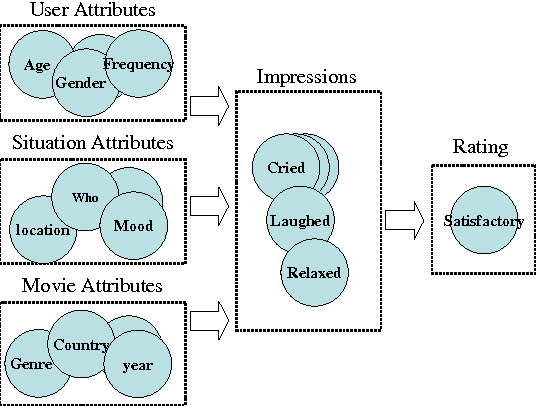 User Attributes
Age
Gender
Frequency
Situation Attributes
location
Who
Mood
Movie Attributes
Genre
Country
year
Impressions
Cried
Laughed
Relaxed
Rating
Satisfactory